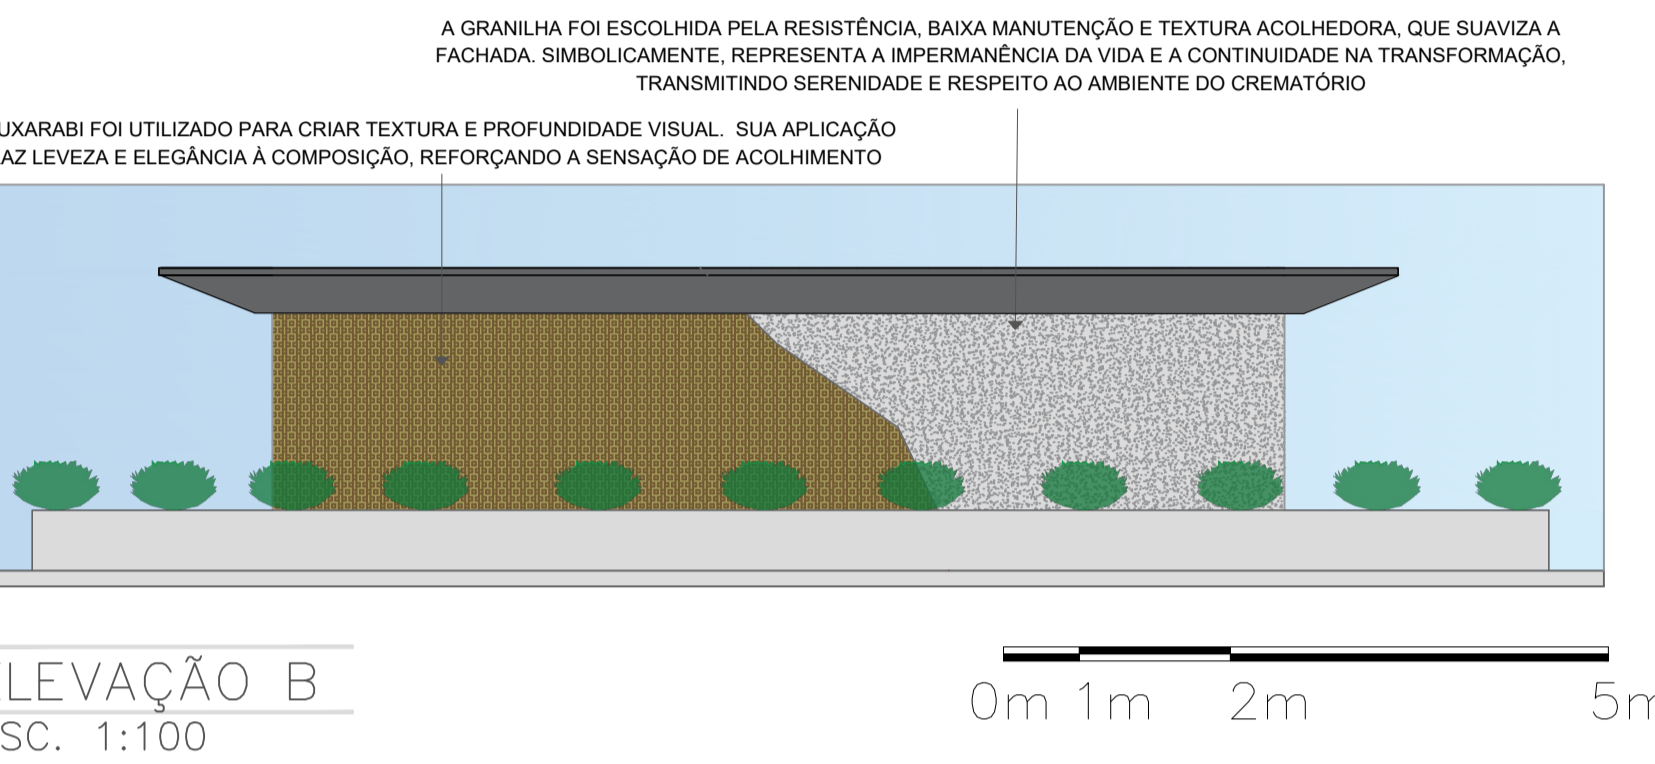 A GRANILHA FOI ESCOLHIDA PELA RESISTÊNCIA, BAIXA MANUTENÇÃO E TEXTURA ACOLHEDORA, QUE SUAVIZA A
FACHADA. SIMBOLICAMENTE, REPRESENTA A IMPERMANÊNCIA DA VIDA E A CONTINUIDADE NA TRANSFORMAÇÃO,
TRANSMITINDO SERENIDADE E RESPEITO AO AMBIENTE DO CREMATÓRIO
UXARABI FOI UTILIZADO PARA CRIAR TEXTURA E PROFUNDIDADE VISUAL. SUA APLICAÇÃO
AZ LEVEZA E ELEGÂNCIA À COMPOSIÇÃO, REFORÇANDO A SENSAÇÃO DE ACOLHIMENTO
LEVAÇÃO B
SC. 1:100
0m 1m 2m 5m